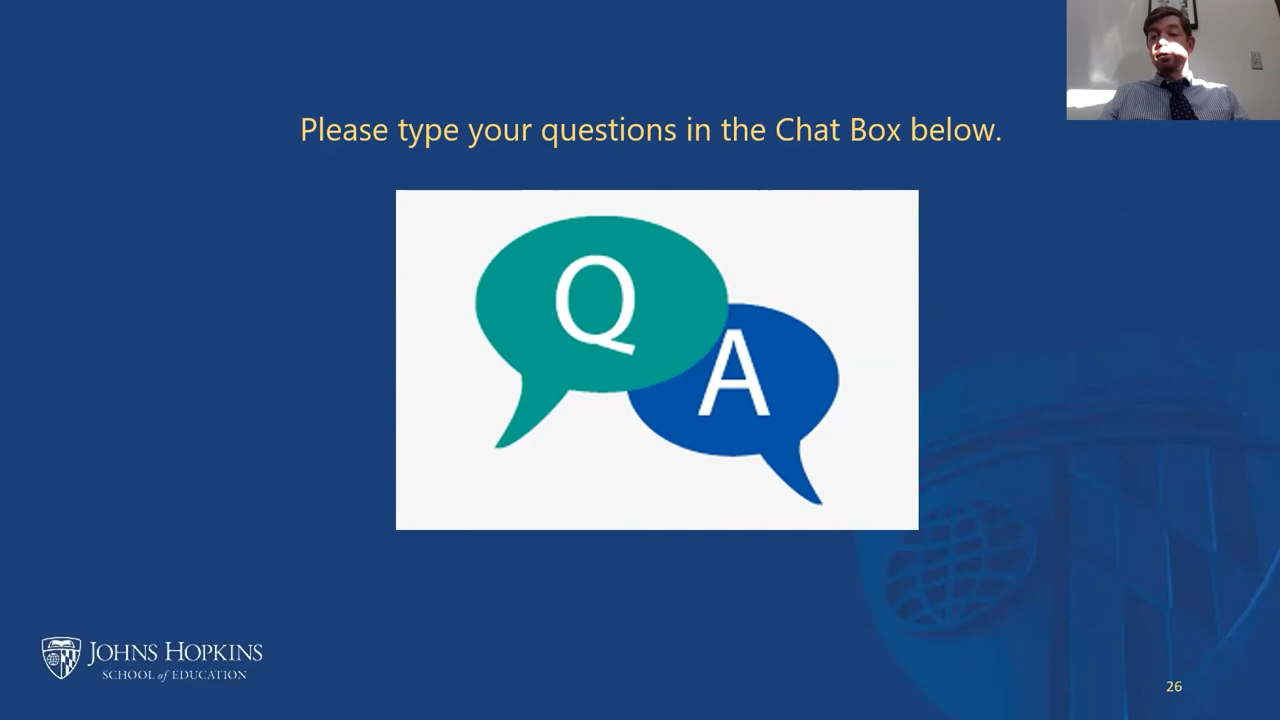 Please type your questions in the Chat Box below.
Q
A
JOHNS HOPKINS
SCHOOL of EDUCATION
26